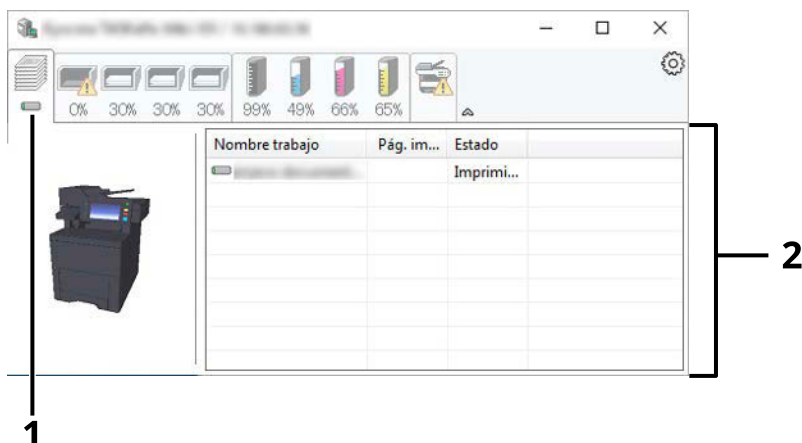 0% 30% 30% 30% 99% 49% 66% 65%
Nombre trabajo Pág. im... Estado
Imprimi...
2
1